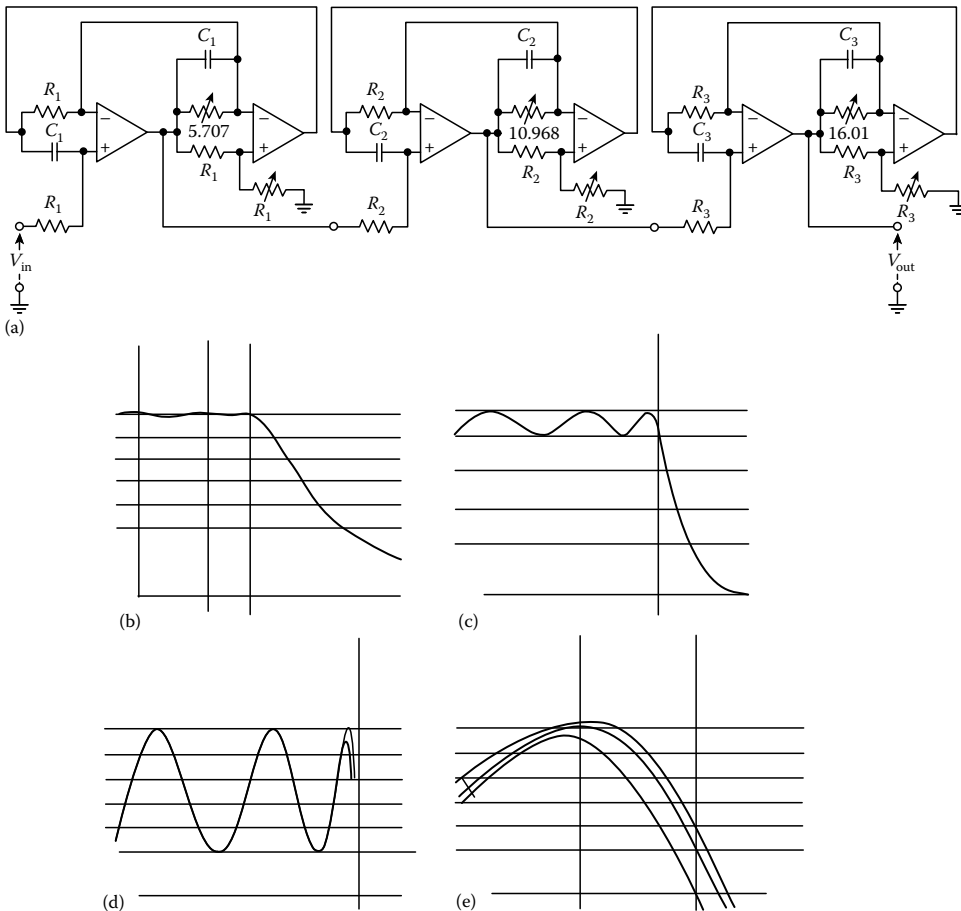 C1
C2
C3
R1
R2
R3
C1
5.707
C2
10.968
C3
16.01
− − − − − −
+ + + + + +
R1
R2
R3
R1
R1
R2
R2
R3
R3
Vin
Vout
(a)
(b)
(c)
(d)
(e)